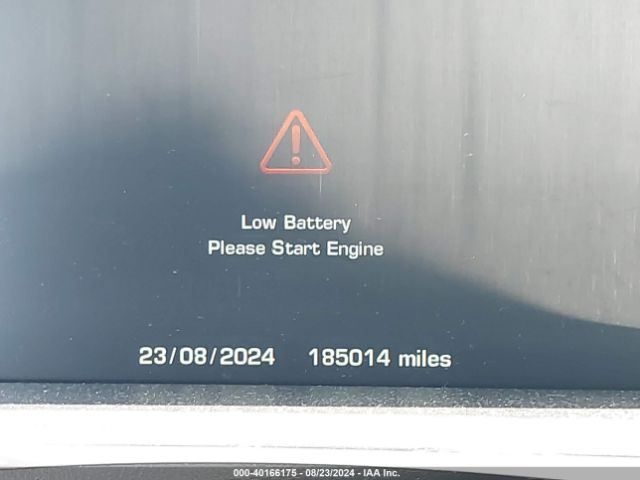 Low Battery
Please Start Engine
23/08/2024 185014 miles
000-40166175 - 08/23/2024 - IAA Inc.